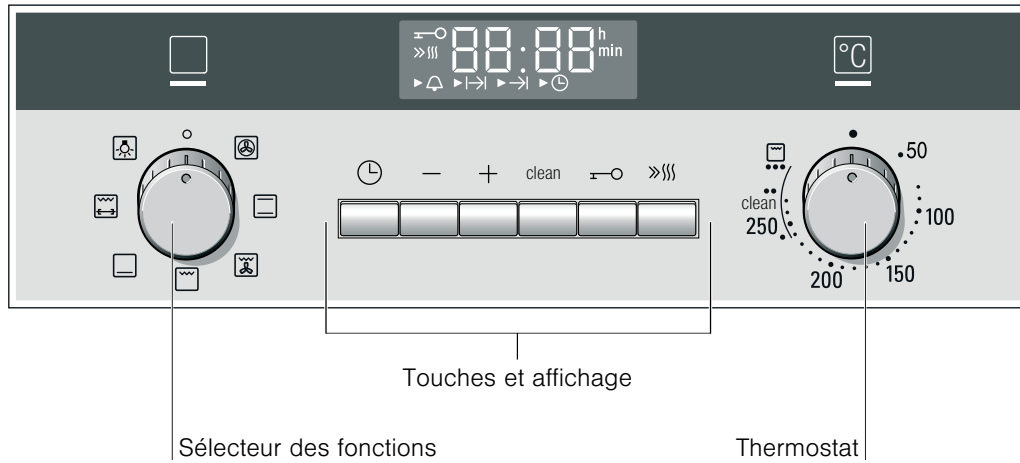 88:88 h min
°C
50
100
150
200
250
clean
− + clean
Touches et affichage
Sélecteur des fonctions
Thermostat